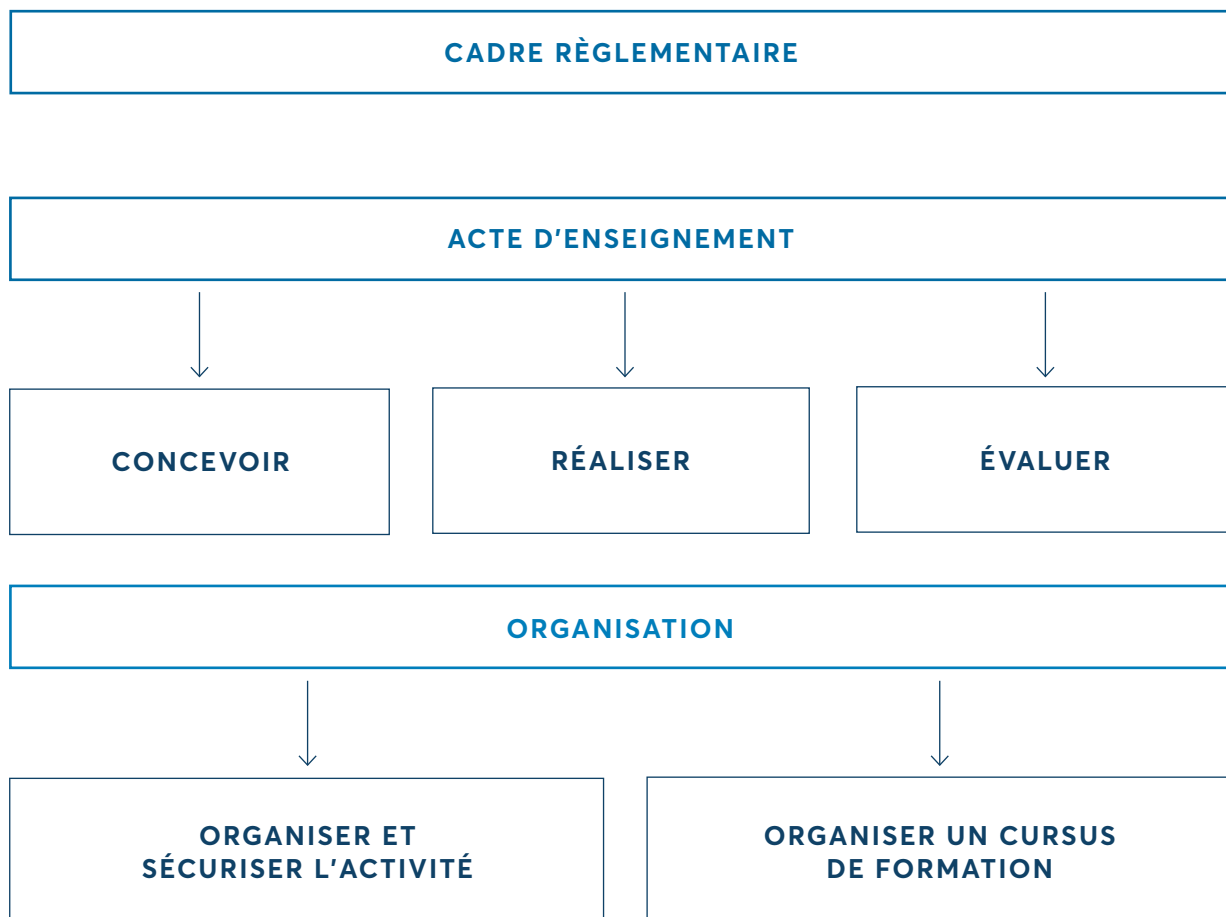 CADRE RÈGLEMENTAIRE
ACTE D'ENSEIGNEMENT
CONCEVOIR
RÉALISER
ÉVALUER
ORGANISATION
ORGANISER ET
SÉCURISER L'ACTIVITÉ
ORGANISER UN CURSUS
DE FORMATION